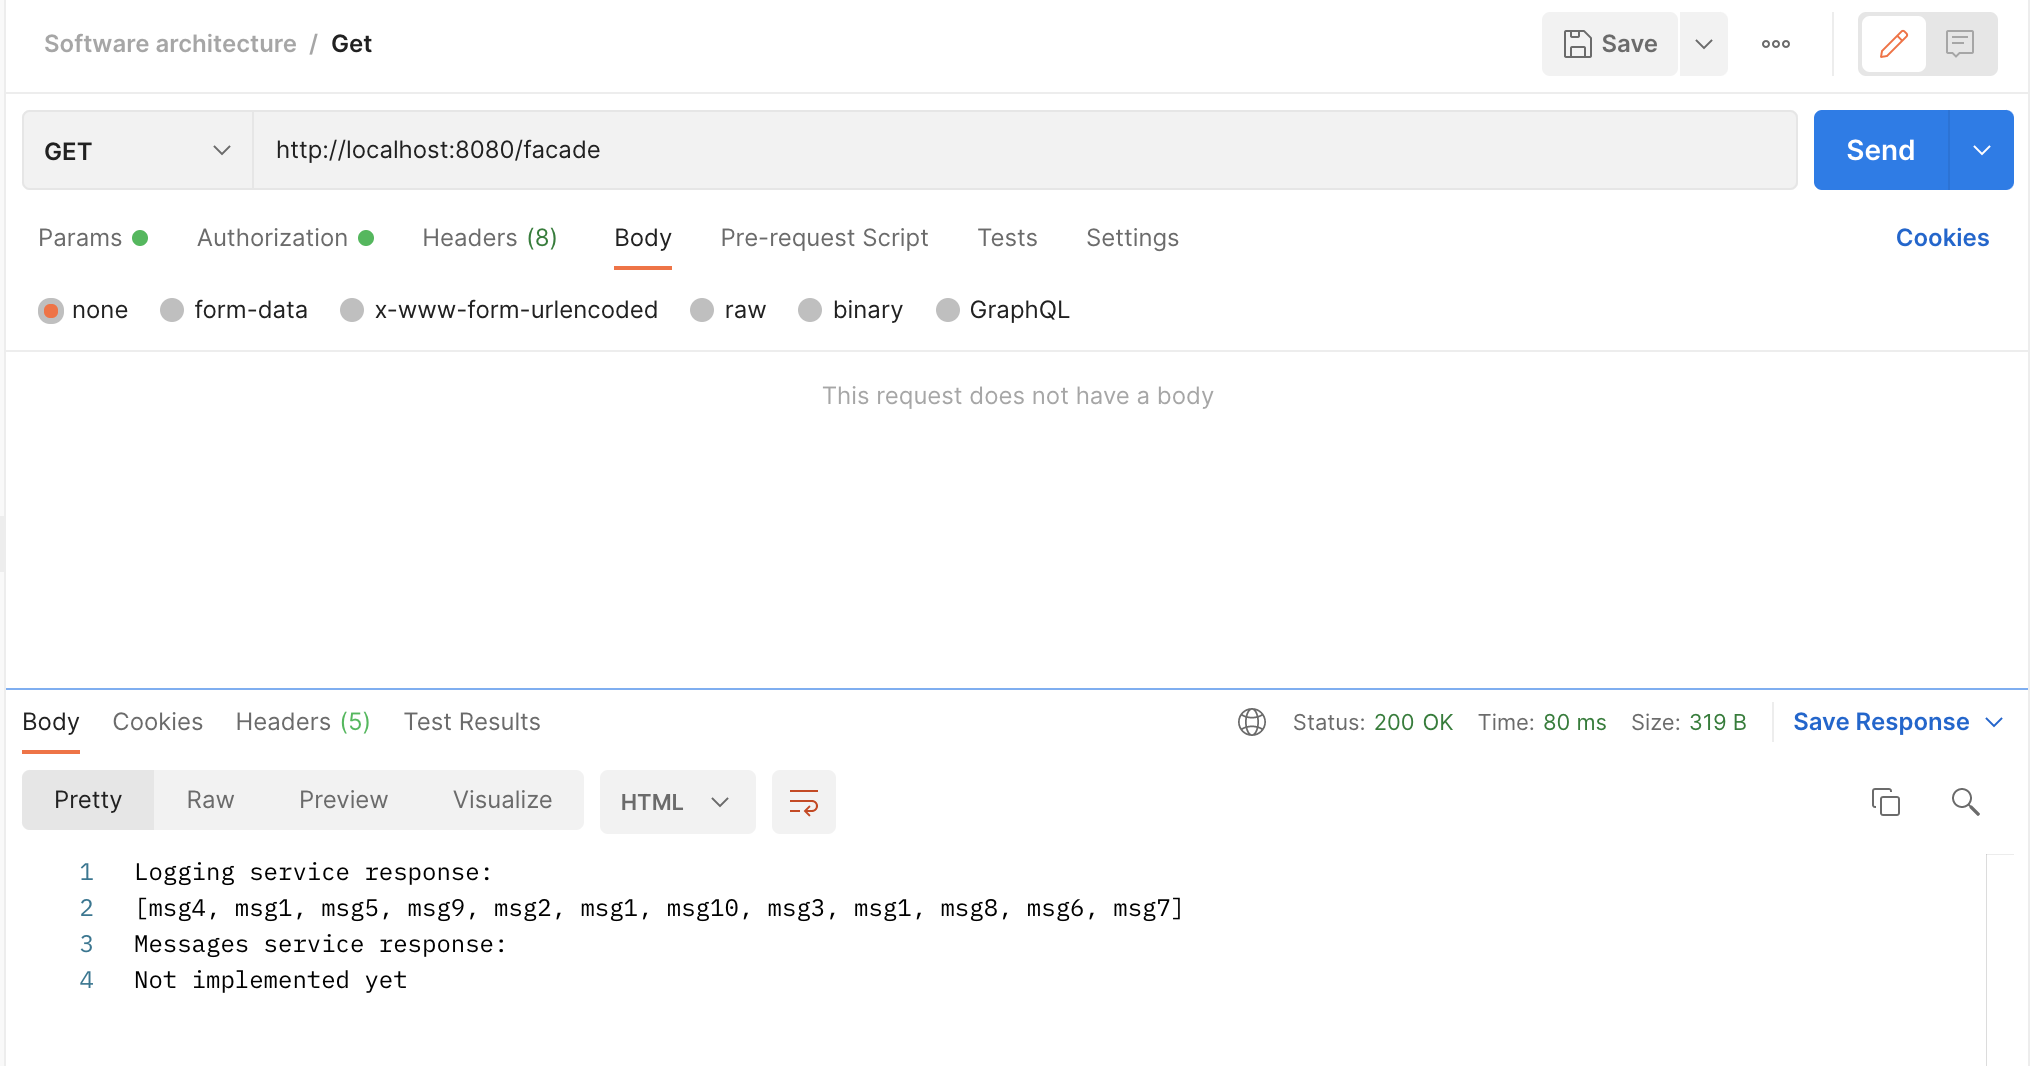 Software architecture / Get
Save
GET
http://localhost:8080/facade
Send
Params Authorization Headers (8) Body Pre-request Script Tests Settings Cookies
none form-data x-www-form-urlencoded raw binary GraphQL
This request does not have a body
Body Cookies Headers (5) Test Results Status: 200 OK Time: 80 ms Size: 319 B Save Response
Pretty Raw Preview Visualize HTML
1 Logging service response:
2 [msg4, msg1, msg5, msg9, msg2, msg1, msg10, msg3, msg1, msg8, msg6, msg7]
3 Messages service response:
4 Not implemented yet